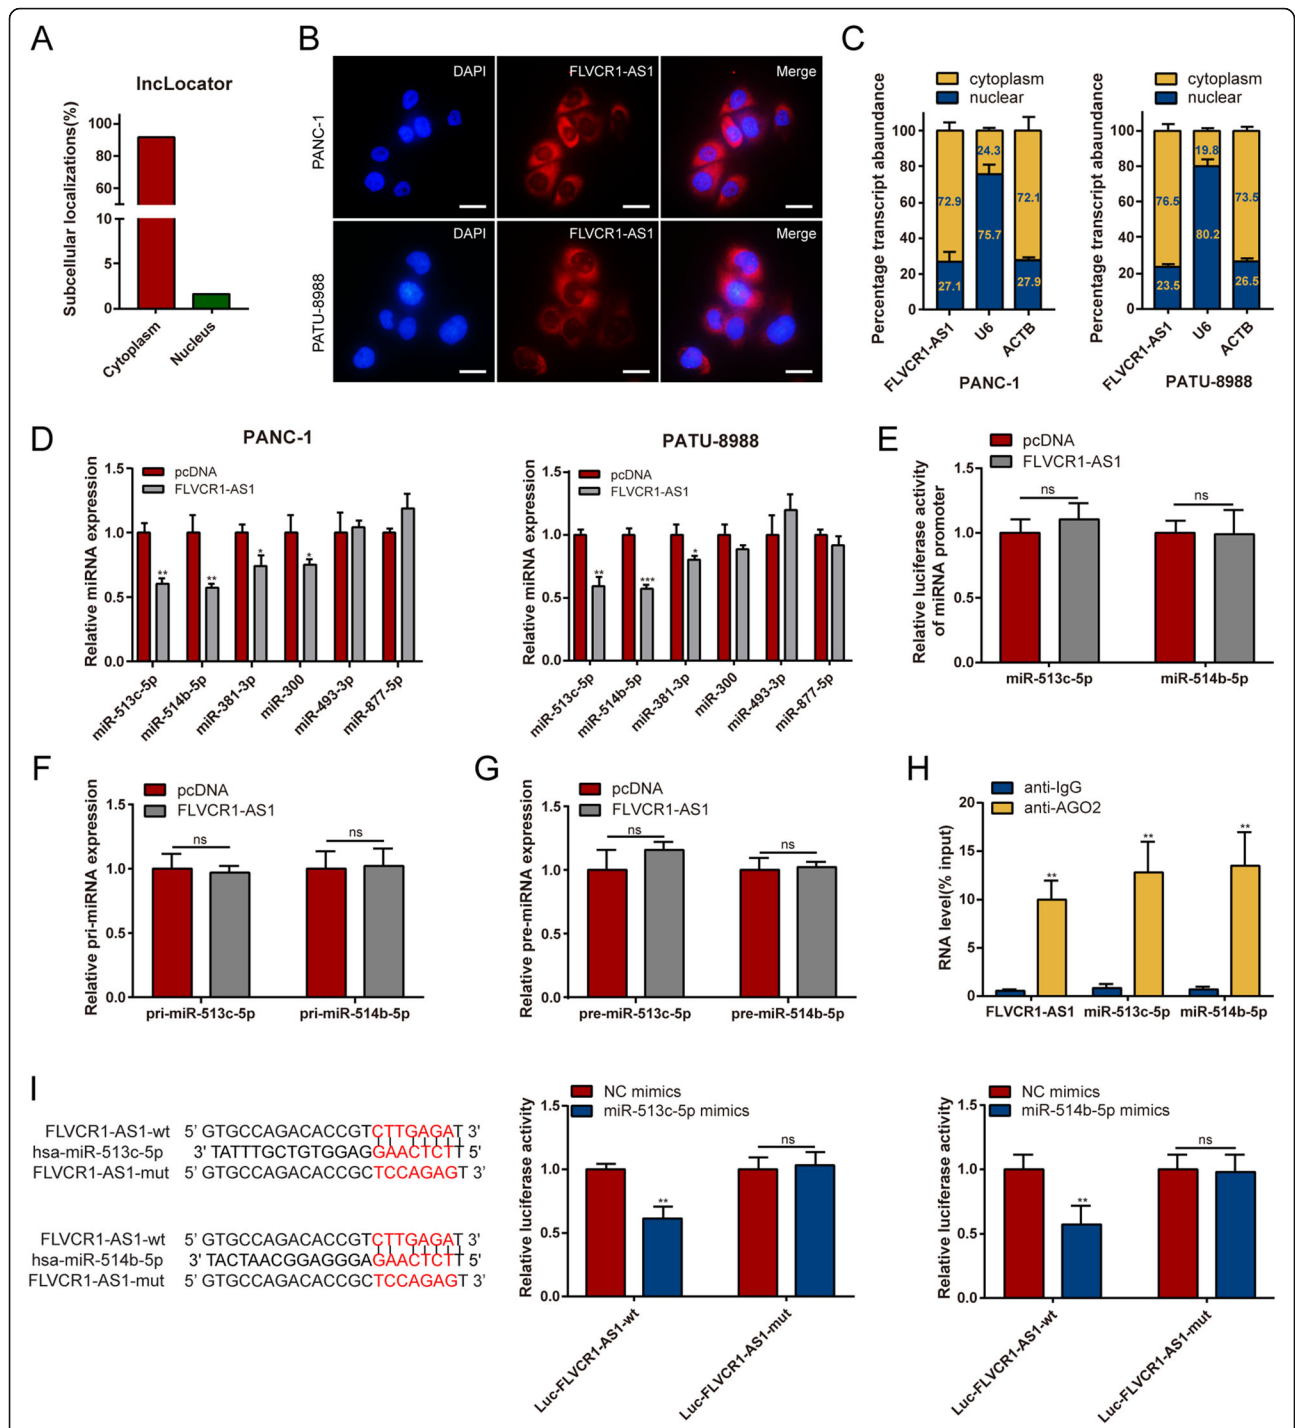 A
lncLocator
Subcellular localizations(%)
100
80
60
10
5
0
Cytoplasm
Nucleus
B
DAPI
FLVCR1-AS1
Merge
PANC-1
DAPI
FLVCR1-AS1
Merge
PATU-8988
C
cytoplasm
nuclear
Percentage transcript abaundance
100
80
60
40
20
0
72.9
27.1
24.3
75.7
72.1
27.9
FLVCR1-AS1
U6
ACTB
PANC-1
cytoplasm
nuclear
Percentage transcript abaundance
100
80
60
40
20
0
76.5
23.5
19.8
80.2
73.5
26.5
FLVCR1-AS1
U6
ACTB
PATU-8988
D
PANC-1
pcDNA
FLVCR1-AS1
Relative miRNA expression
1.5
1.0
0.5
0.0
**
**
*
*
miR-513c-5p
miR-514b-5p
miR-381-3p
miR-300
miR-493-3p
miR-877-5p
PATU-8988
pcDNA
FLVCR1-AS1
Relative miRNA expression
1.5
1.0
0.5
0.0
**
***
*
miR-513c-5p
miR-514b-5p
miR-381-3p
miR-300
miR-493-3p
miR-877-5p
E
pcDNA
FLVCR1-AS1
Relative luciferase activity
of miRNA promoter
1.5
1.0
0.5
0.0
ns
ns
miR-513c-5p
miR-514b-5p
F
pcDNA
FLVCR1-AS1
Relative pri-miRNA expression
1.5
1.0
0.5
0.0
ns
ns
pri-miR-513c-5p
pri-miR-514b-5p
G
pcDNA
FLVCR1-AS1
Relative pre-miRNA expression
1.5
1.0
0.5
0.0
ns
ns
pre-miR-513c-5p
pre-miR-514b-5p
H
anti-IgG
anti-AGO2
RNA level(% input)
20
15
10
5
0
**
**
**
FLVCR1-AS1
miR-513c-5p
miR-514b-5p
I
FLVCR1-AS1-wt 5' GTGCCAGACACCGTCTTGAGAT 3'
hsa-miR-513c-5p 3' TATTTGCTGTGGAGGAACTCTT 5'
FLVCR1-AS1-mut 5' GTGCCAGACACCGCTCCAGAGT 3'
FLVCR1-AS1-wt 5' GTGCCAGACACCGTCTTGAGAT 3'
hsa-miR-514b-5p 3' TACTAACGGAGGGAGAACTCTT 5'
FLVCR1-AS1-mut 5' GTGCCAGACACCGCTCCAGAGT 3'
NC mimics
miR-513c-5p mimics
Relative luciferase activity
1.5
1.0
0.5
0.0
**
ns
Luc-FLVCR1-AS1-wt
Luc-FLVCR1-AS1-mut
NC mimics
miR-514b-5p mimics
Relative luciferase activity
1.5
1.0
0.5
0.0
**
ns
Luc-FLVCR1-AS1-wt
Luc-FLVCR1-AS1-mut